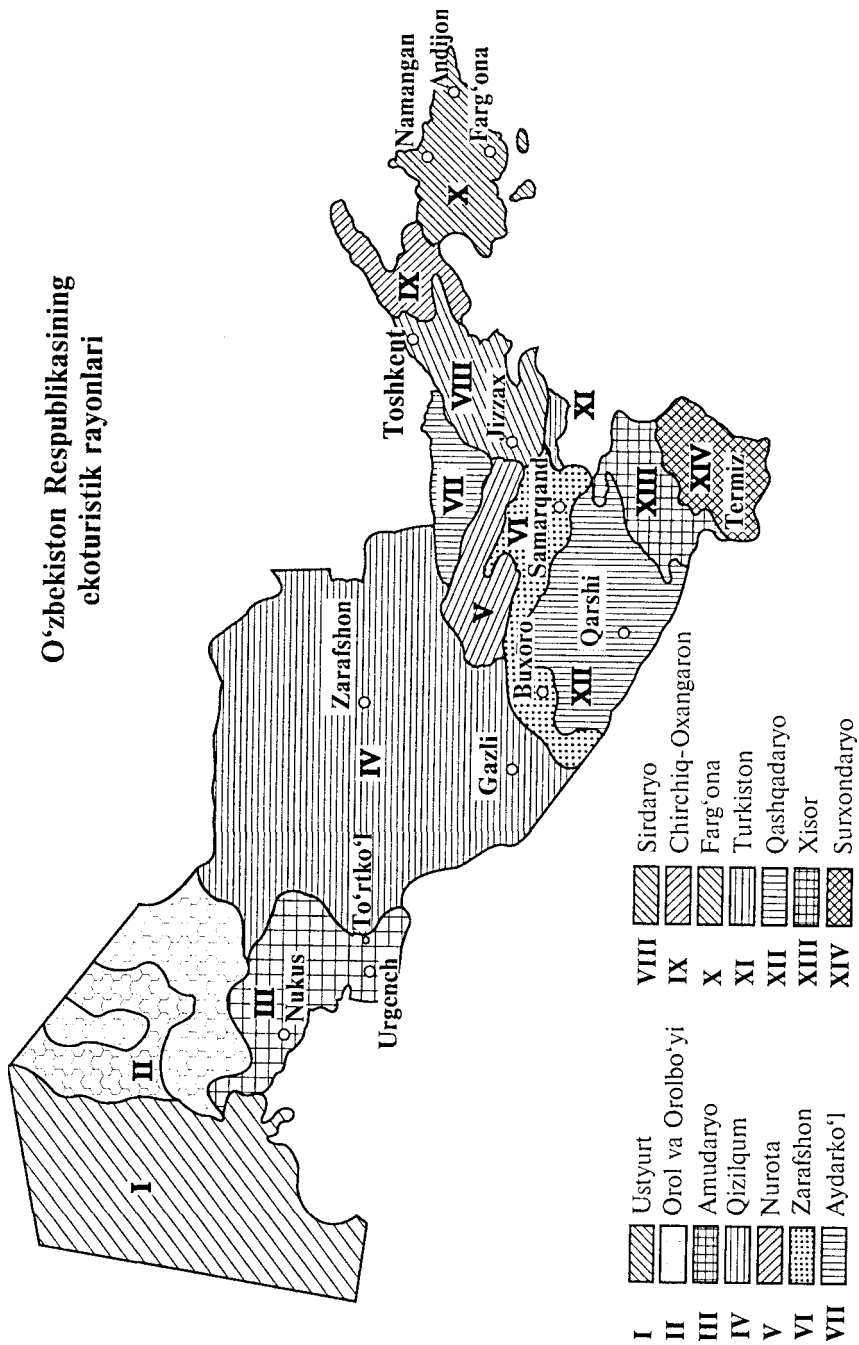 O‘zbekiston Respublikasining
ekoturistik rayonlari
I
II
III
Nukus
To‘rtko‘l
Urgench
IV
Zarafshon
Gazli
V
VI
VII
Buxoro
Samarqand
XII
Qarshi
Toshkent
VIII
Jizzax
IX
X
Namangan
Andijon
Farg‘ona
XI
XIII
XIV
Termiz
I Ustyurt
II Orol va Orolbo‘yi
III Amudaryo
IV Qizilqum
V Nurota
VI Zarafshon
VII Aydarko‘l
VIII Sirdaryo
IX Chirchiq-Oxangaron
X Farg‘ona
XI Turkiston
XII Qashqadaryo
XIII Xisor
XIV Surxondaryo